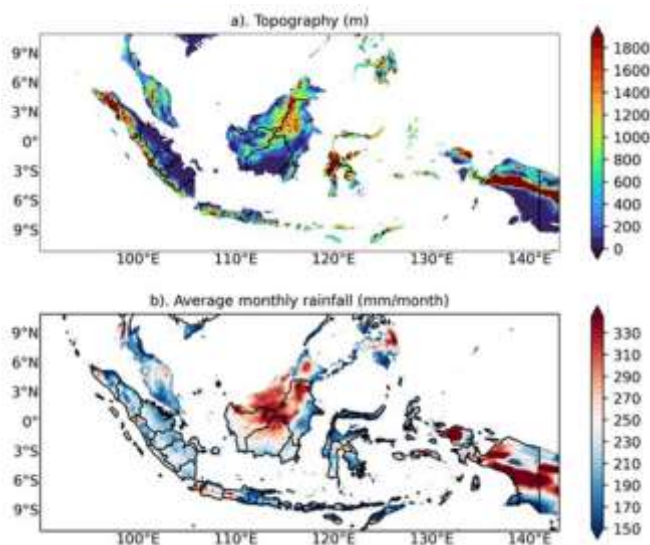 a). Topography (m)
9°N
6°N
3°N
0°
3°S
6°S
9°S
100°E 110°E 120°E 130°E 140°E
1800
1600
1400
1200
1000
800
600
400
200
0
b). Average monthly rainfall (mm/month)
9°N
6°N
3°N
0°
3°S
6°S
9°S
100°E 110°E 120°E 130°E 140°E
330
310
290
270
250
230
210
190
170
150